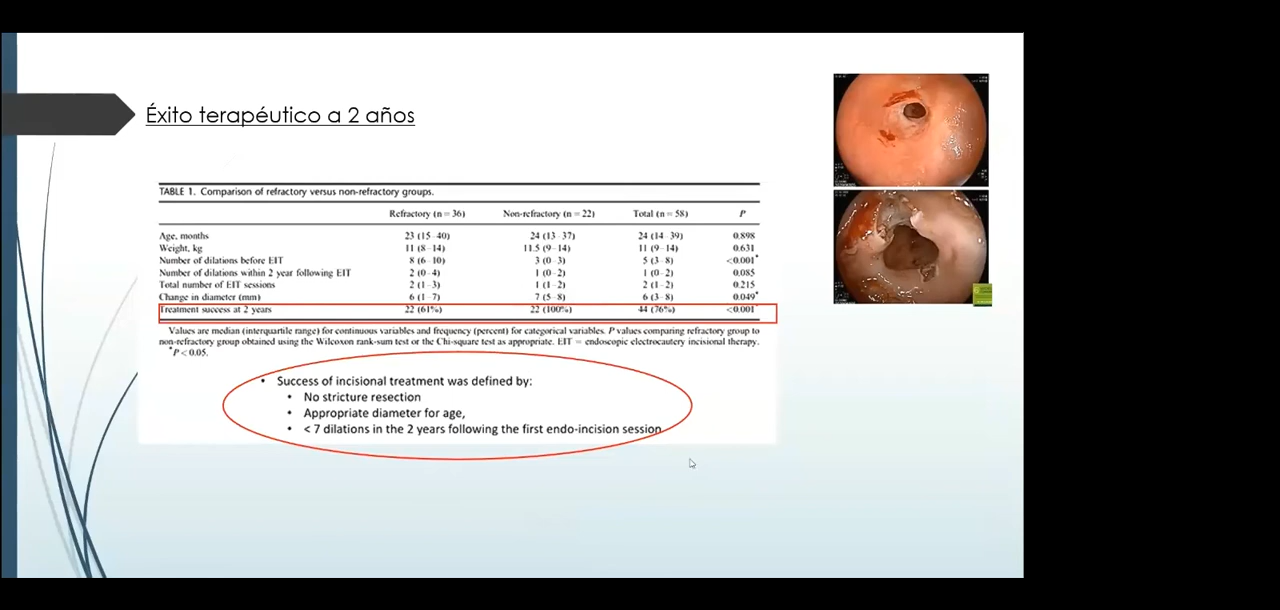 Éxito terapéutico a 2 años
TABLE 1. Comparison of refractory versus non-refractory groups.
Refractory (n = 36) Non-refractory (n = 22) Total (n = 58) P
Age, months 23 (15–40) 24 (13–37) 24 (14–39) 0.898
Weight, kg 11 (8–14) 11.5 (9–14) 11 (9–14) 0.631
Number of dilations before EIT 8 (6–10) 3 (0–3) 5 (3–8) <0.001*
Number of dilations within 2 year following EIT 2 (0–4) 1 (0–2) 1 (0–2) 0.085
Total number of EIT sessions 2 (1–3) 1 (1–2) 2 (1–2) 0.215
Change in diameter (mm) 6 (1–7) 7 (5–8) 6 (3–8) 0.049*
Treatment success at 2 years 22 (61%) 22 (100%) 44 (76%) <0.001
Values are median (interquartile range) for continuous variables and frequency (percent) for categorical variables. P values comparing refractory group to
non-refractory group obtained using the Wilcoxon rank-sum test or the Chi-square test as appropriate. EIT = endoscopic electrocautery incisional therapy.
*P < 0.05.
• Success of incisional treatment was defined by:
• No stricture resection
• Appropriate diameter for age,
• < 7 dilations in the 2 years following the first endo-incision session